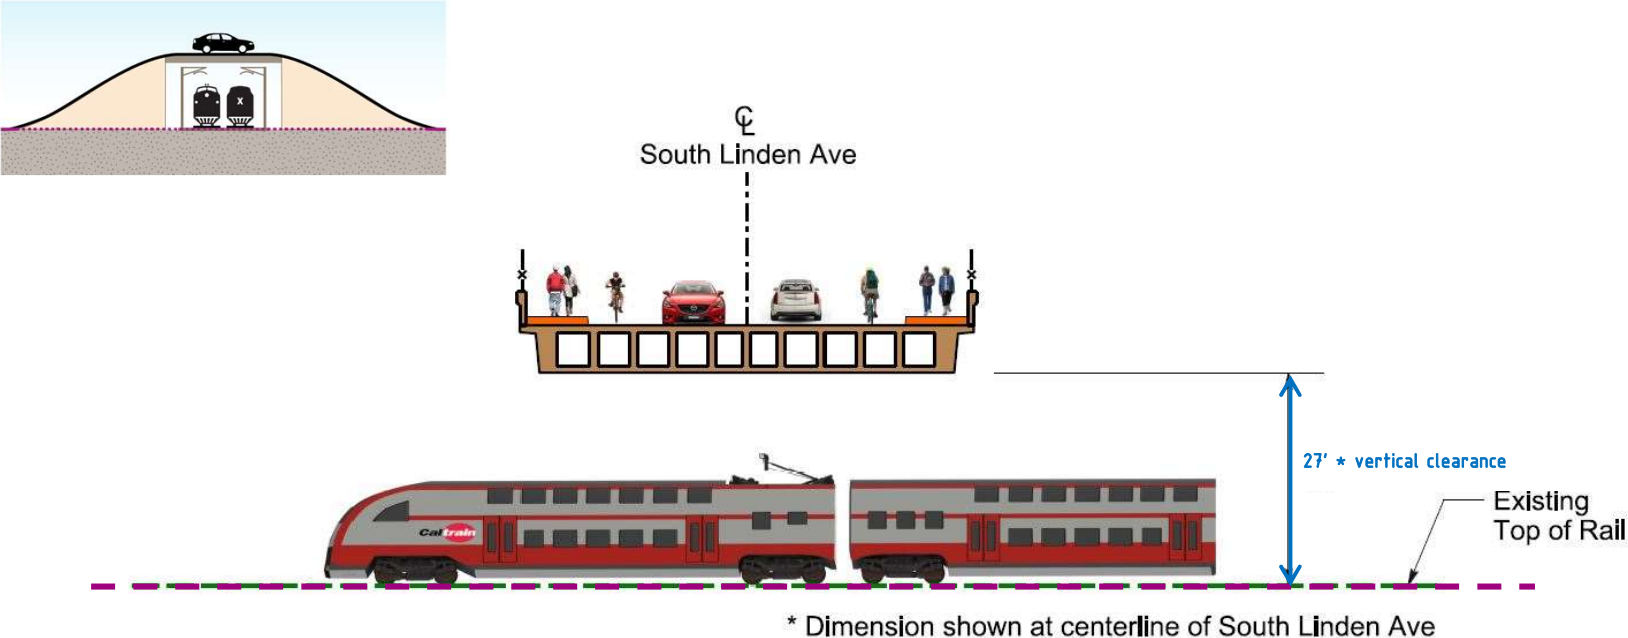 X
℄
South Linden Ave
27' * vertical clearance
Existing
Top of Rail
Caltrain
* Dimension shown at centerline of South Linden Ave